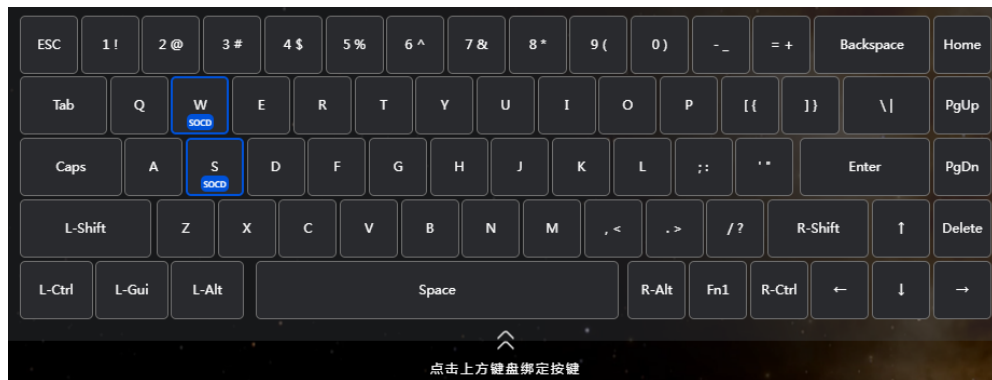 ESC 1 ! 2 @ 3 # 4 $ 5 % 6 ^ 7 & 8 * 9 ( 0 ) - _ = + Backspace Home
Tab Q W E R T Y U I O P [ { ] } \ | PgUp
SOCD
Caps A S D F G H J K L ; : ' " Enter PgDn
SOCD
L-Shift Z X C V B N M , < . > / ? R-Shift ↑ Delete
L-Ctrl L-Gui L-Alt Space R-Alt Fn1 R-Ctrl ← ↓ →
点击上方键盘绑定按键